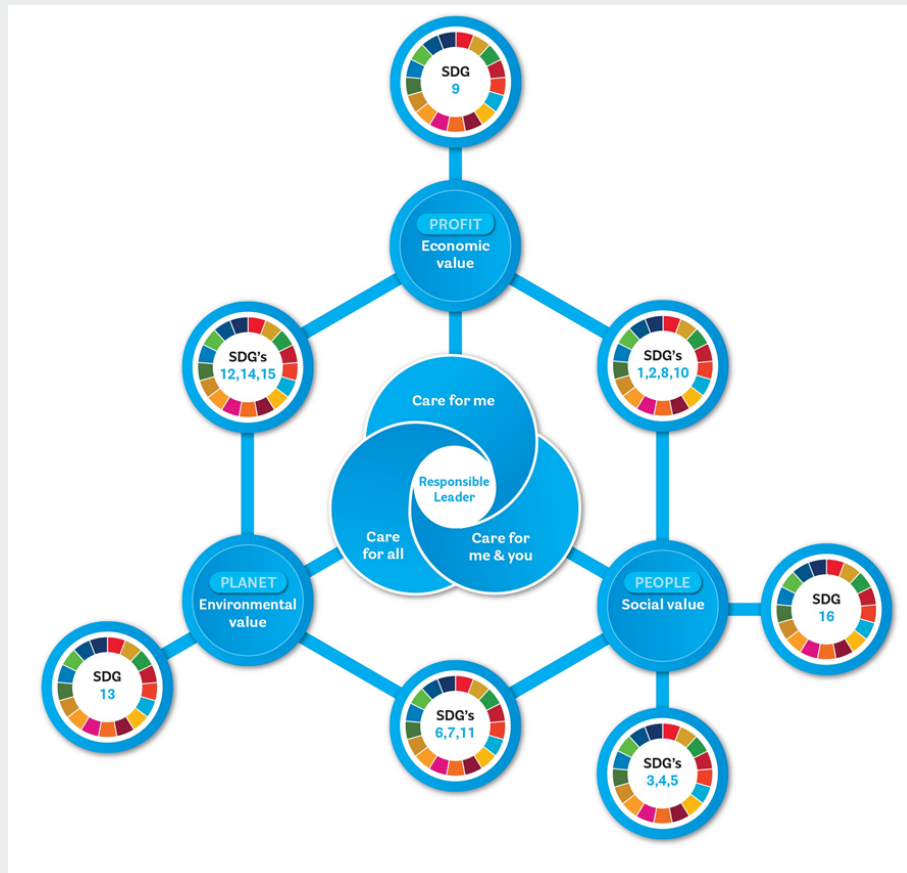 SDG
9
PROFIT
Economic
value
SDG's
12,14,15
SDG's
1,2,8,10
Care for me
Responsible
Leader
Care
for all
Care for
me & you
PLANET
Environmental
value
PEOPLE
Social value
SDG
16
SDG
13
SDG's
6,7,11
SDG's
3,4,5